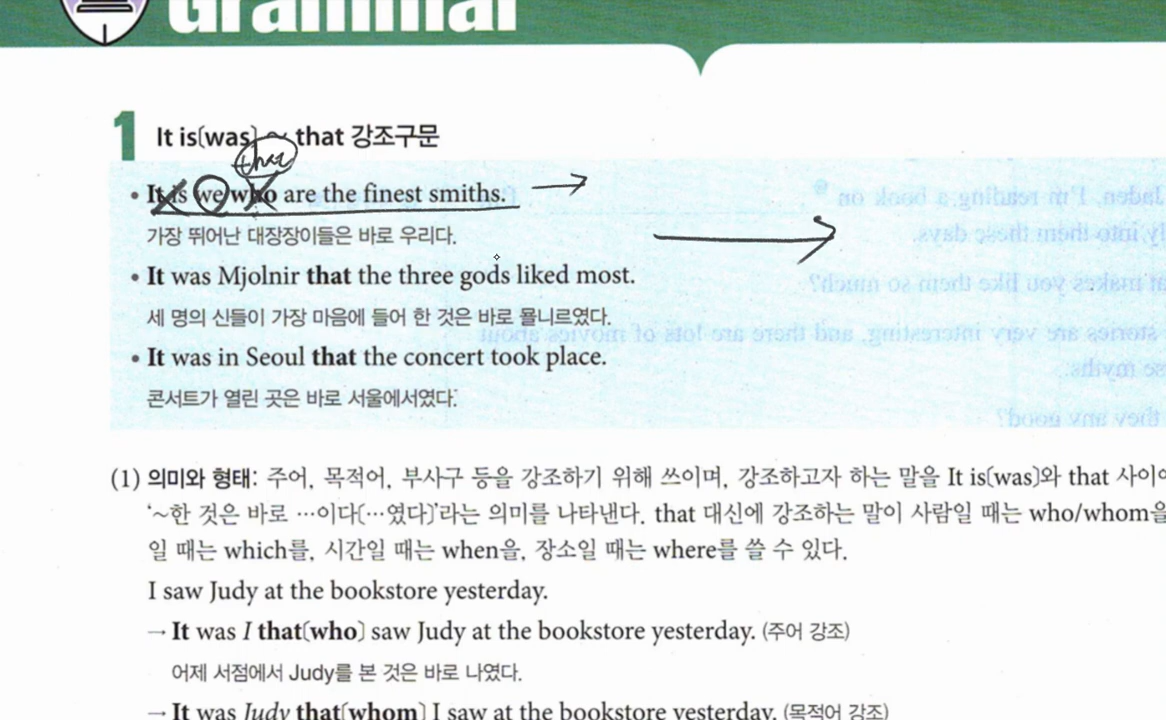 Grammar
1 It is[was] ~ that 강조구문
that
• It is we who are the finest smiths. →
가장 뛰어난 대장장이들은 바로 우리다.
• It was Mjolnir that the three gods liked most.
세 명의 신들이 가장 마음에 들어 한 것은 바로 묠니르였다.
• It was in Seoul that the concert took place.
콘서트가 열린 곳은 바로 서울에서였다.
(1) 의미와 형태: 주어, 목적어, 부사구 등을 강조하기 위해 쓰이며, 강조하고자 하는 말을 It is[was]와 that 사이에
‘~한 것은 바로 …이다[…였다]’라는 의미를 나타낸다. that 대신에 강조하는 말이 사람일 때는 who/whom을
일 때는 which를, 시간일 때는 when을, 장소일 때는 where를 쓸 수 있다.
I saw Judy at the bookstore yesterday.
→ It was I that[who] saw Judy at the bookstore yesterday. (주어 강조)
어제 서점에서 Judy를 본 것은 바로 나였다.
→ It was Judy that[whom] I saw at the bookstore yesterday. (목적어 강조)